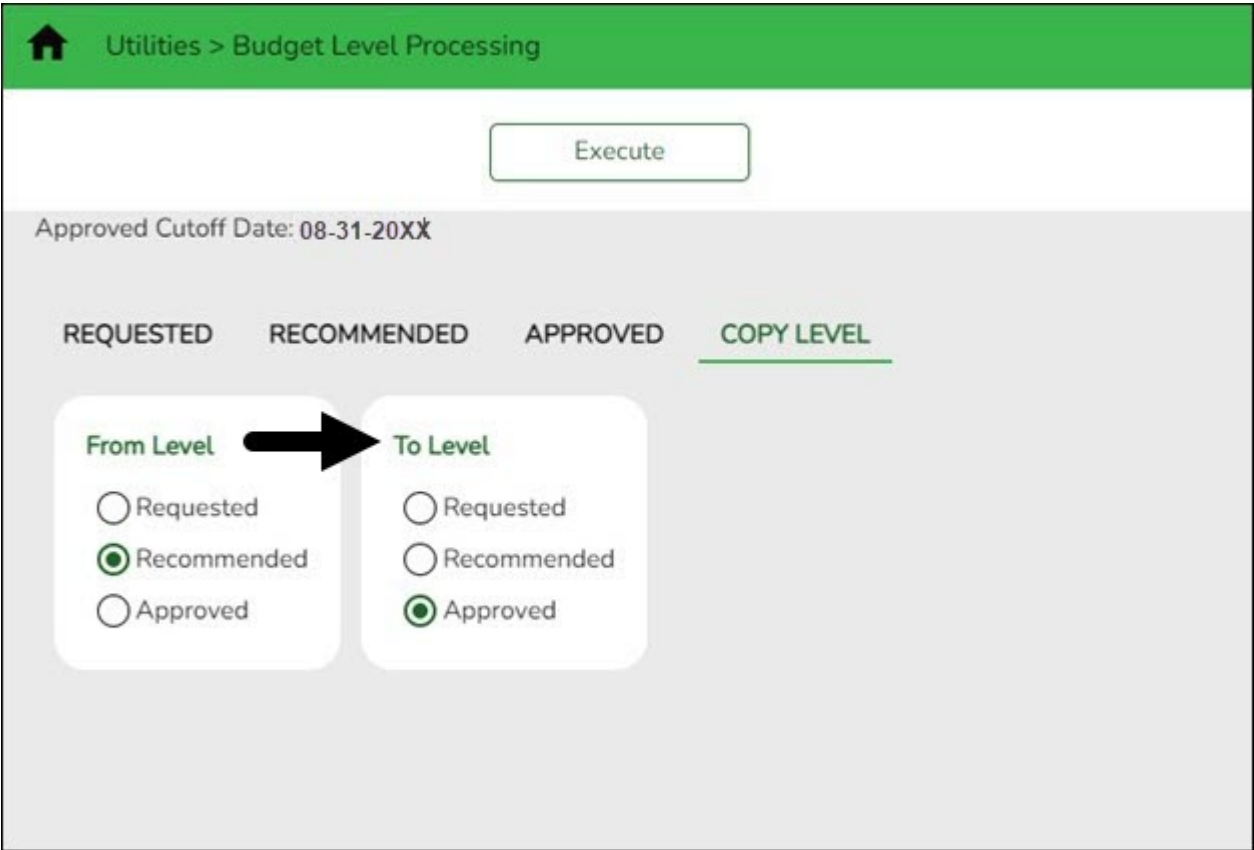 Utilities > Budget Level Processing
Execute
Approved Cutoff Date: 08-31-20XX
REQUESTED RECOMMENDED APPROVED COPY LEVEL
From Level
Requested
Recommended
Approved
To Level
Requested
Recommended
Approved